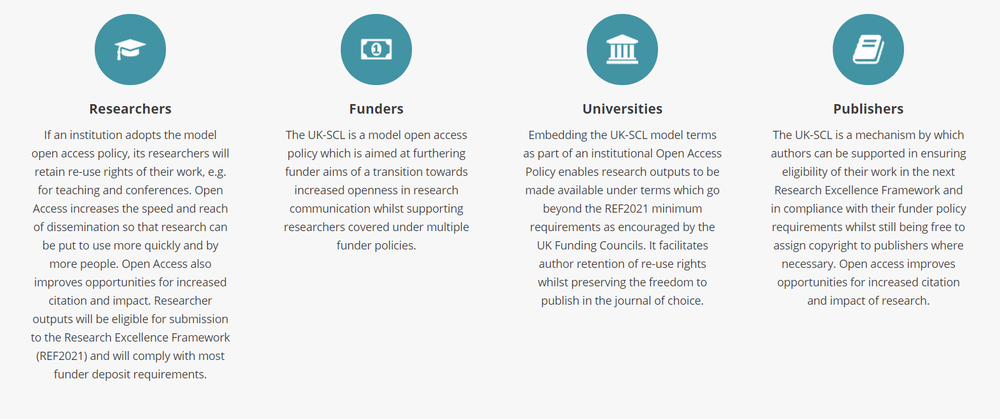 Researchers
If an institution adopts the model
open access policy, its researchers will
retain re-use rights of their work, e.g.
for teaching and conferences. Open
Access increases the speed and reach
of dissemination so that research can
be put to use more quickly and by
more people. Open Access also
improves opportunities for increased
citation and impact. Researcher
outputs will be eligible for submission
to the Research Excellence Framework
(REF2021) and will comply with most
funder deposit requirements.
1
Funders
The UK-SCL is a model open access
policy which is aimed at furthering
funder aims of a transition towards
increased openness in research
communication whilst supporting
researchers covered under multiple
funder policies.
Universities
Embedding the UK-SCL model terms
as part of an institutional Open Access
Policy enables research outputs to be
made available under terms which go
beyond the REF2021 minimum
requirements as encouraged by the
UK Funding Councils. It facilitates
author retention of re-use rights
whilst preserving the freedom to
publish in the journal of choice.
Publishers
The UK-SCL is a mechanism by which
authors can be supported in ensuring
eligibility of their work in the next
Research Excellence Framework and
in compliance with their funder policy
requirements whilst still being free to
assign copyright to publishers where
necessary. Open access improves
opportunities for increased citation
and impact of research.